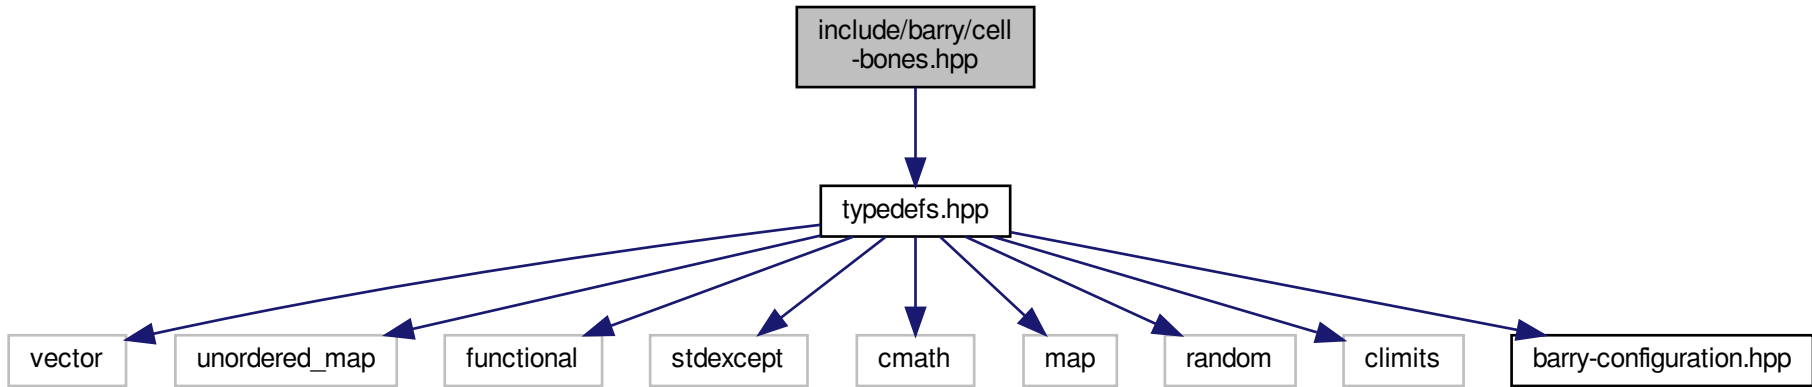 include/barry/cell
-bones.hpp
typedefs.hpp
vector
unordered_map
functional
stdexcept
cmath
map
random
climits
barry-configuration.hpp